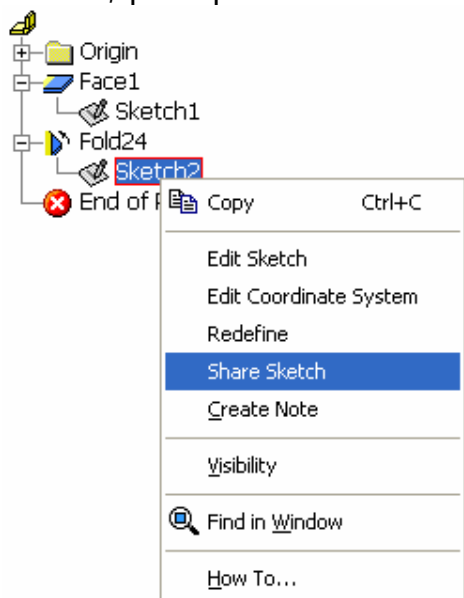 Origin
Face1
Sketch1
Fold24
Sketch2
End of
Copy Ctrl+C
Edit Sketch
Edit Coordinate System
Redefine
Share Sketch
Create Note
Visibility
Find in Window
How To...